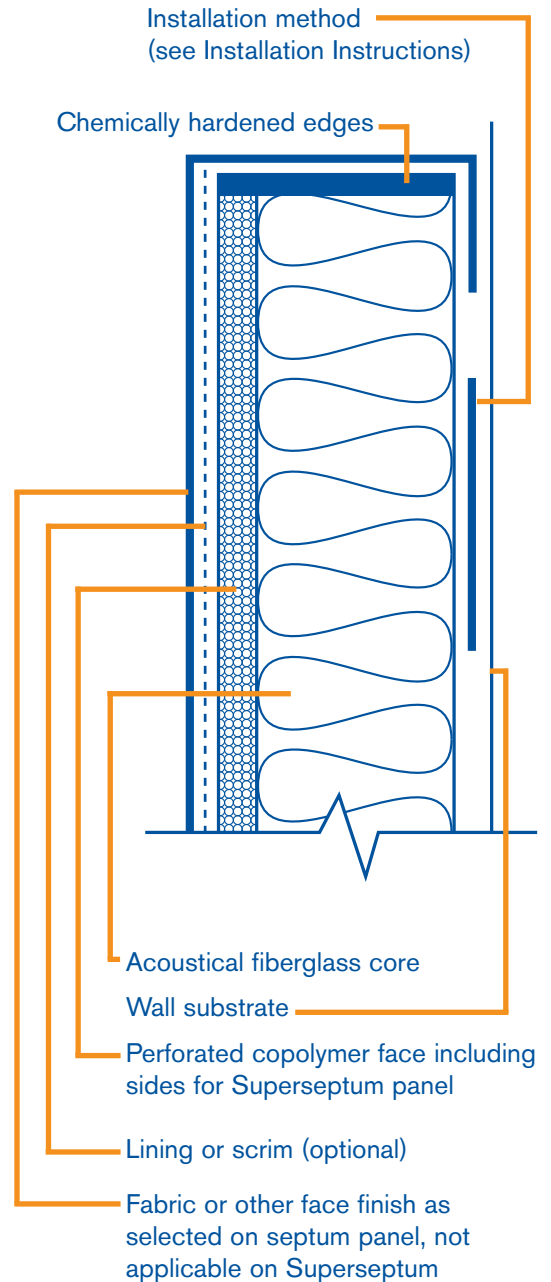 Installation method
(see Installation Instructions)
Chemically hardened edges
Acoustical fiberglass core
Wall substrate
Perforated copolymer face including
sides for Superseptum panel
Lining or scrim (optional)
Fabric or other face finish as
selected on septum panel, not
applicable on Superseptum